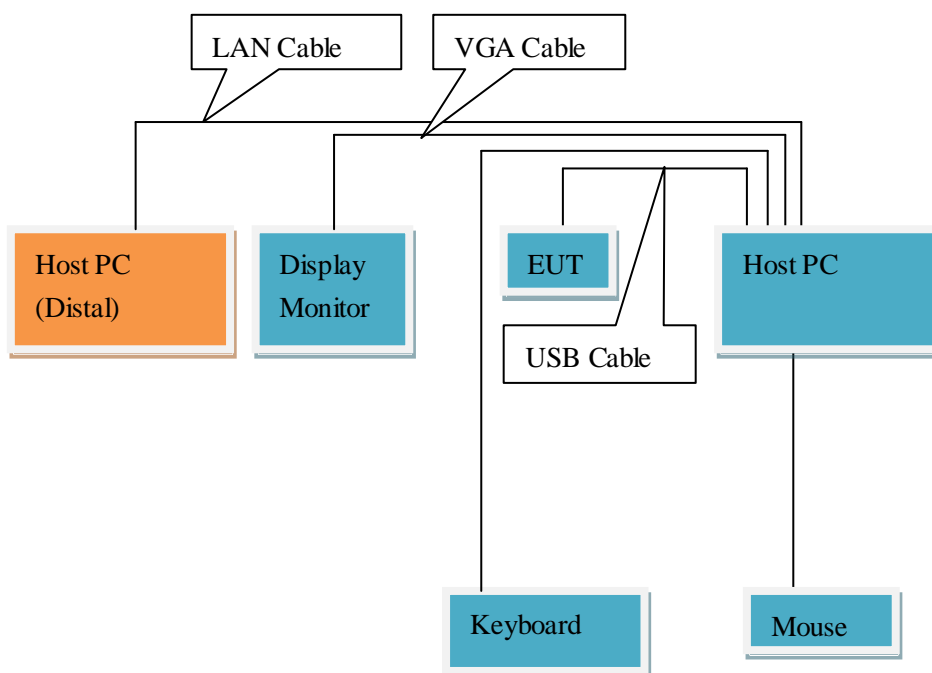 LAN Cable
VGA Cable
Host PC
(Distal)
Display
Monitor
EUT
Host PC
USB Cable
Keyboard
Mouse